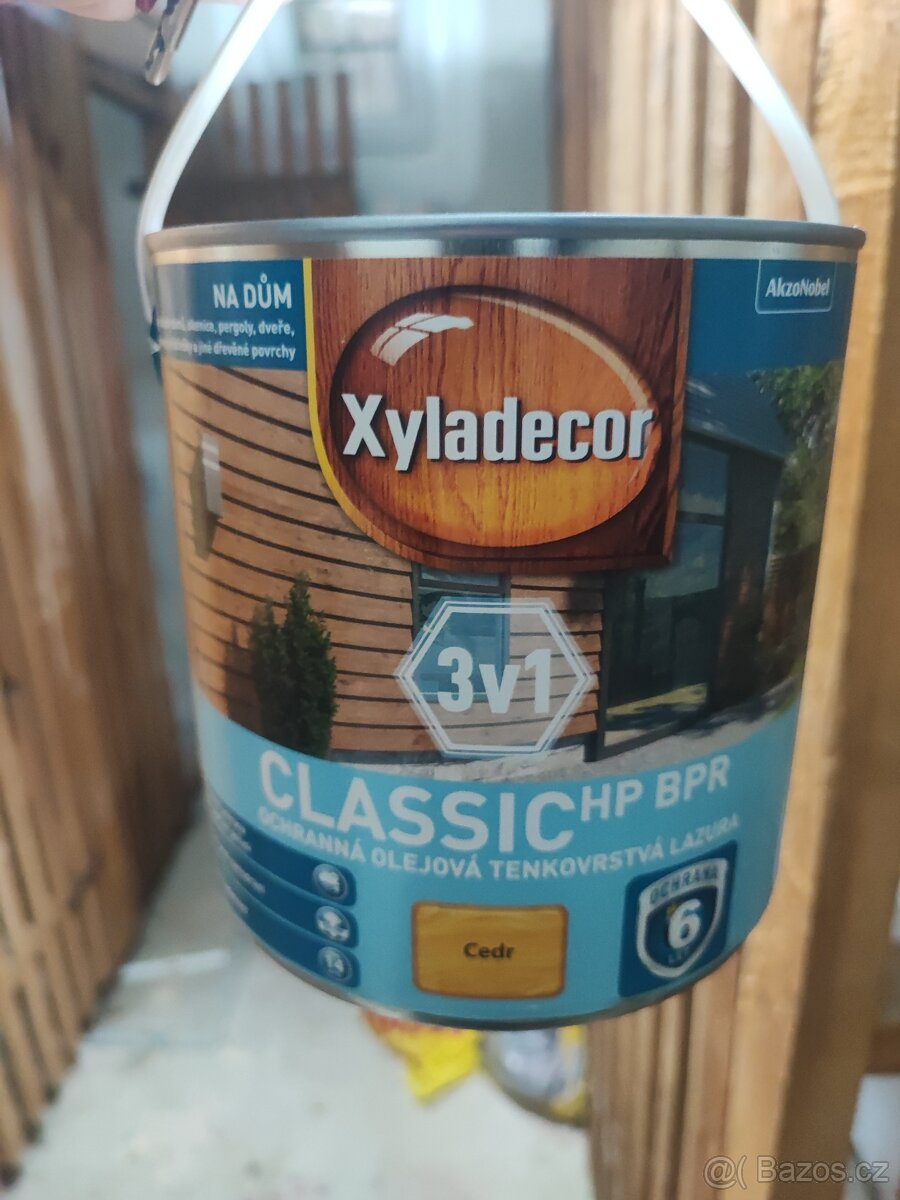 NA DŮM
pergoly, dveře,
a jiné dřevěné povrchy
AkzoNobel
Xyladecor
3v1
CLASSIC HP BPR
OCHRANNÁ OLEJOVÁ TENKOVRSTVÁ LAZURA
Cedr
OCHRANA
6
LET
@( Bazos.cz